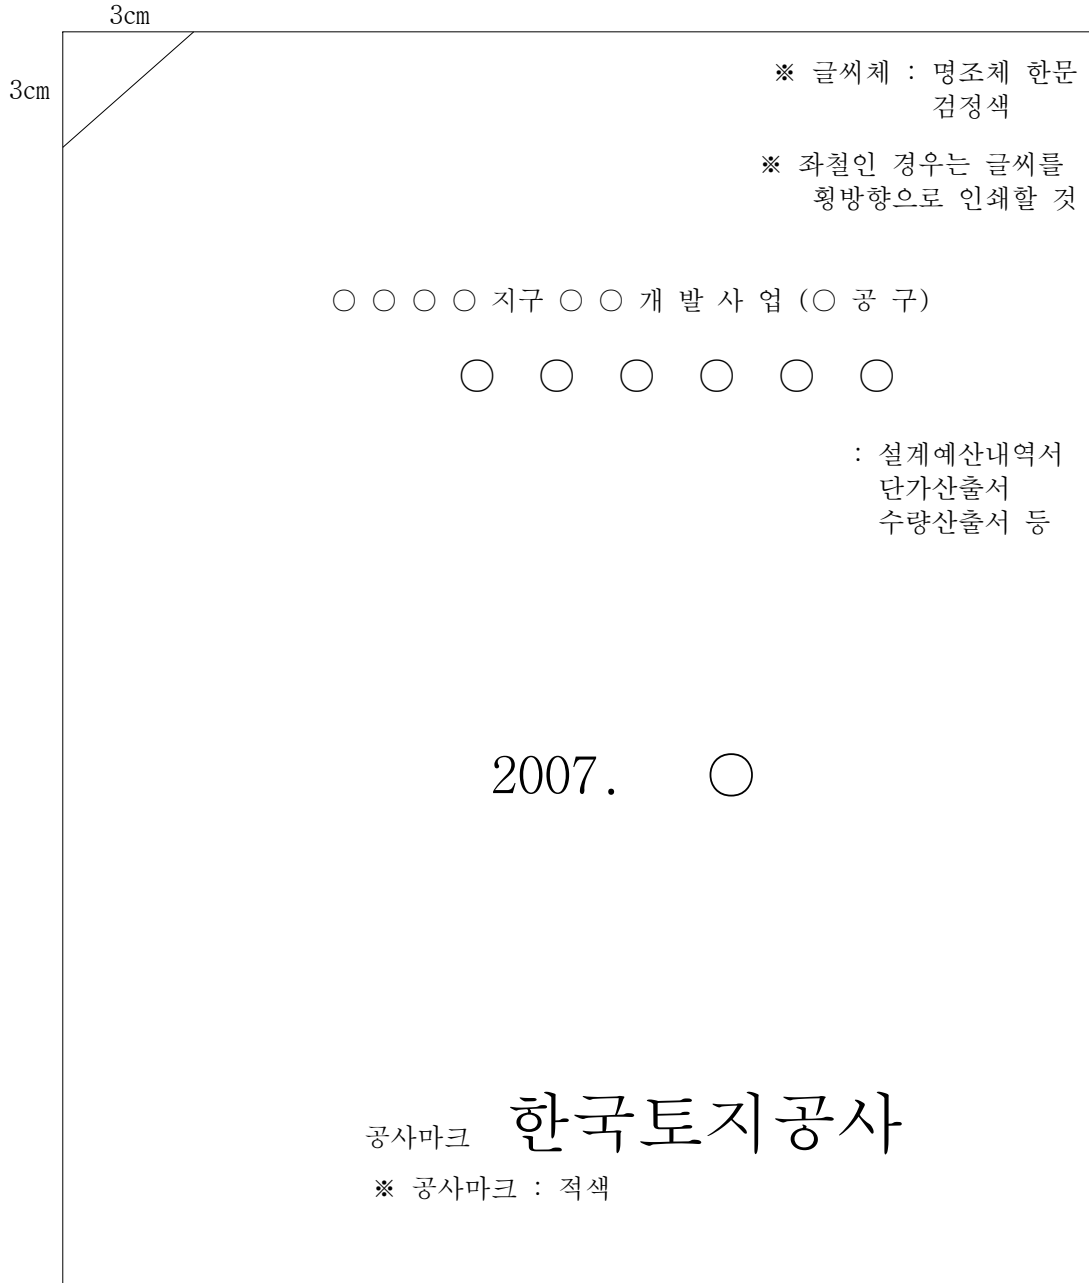 3cm
3cm
※ 글씨체 : 명조체 한문
검정색
※ 좌철인 경우는 글씨를
횡방향으로 인쇄할 것
○ ○ ○ ○ 지구 ○ ○ 개 발 사 업 (○ 공 구)
○ ○ ○ ○ ○ ○
: 설계예산내역서
단가산출서
수량산출서 등
2007. ○
공사마크 한국토지공사
※ 공사마크 : 적색